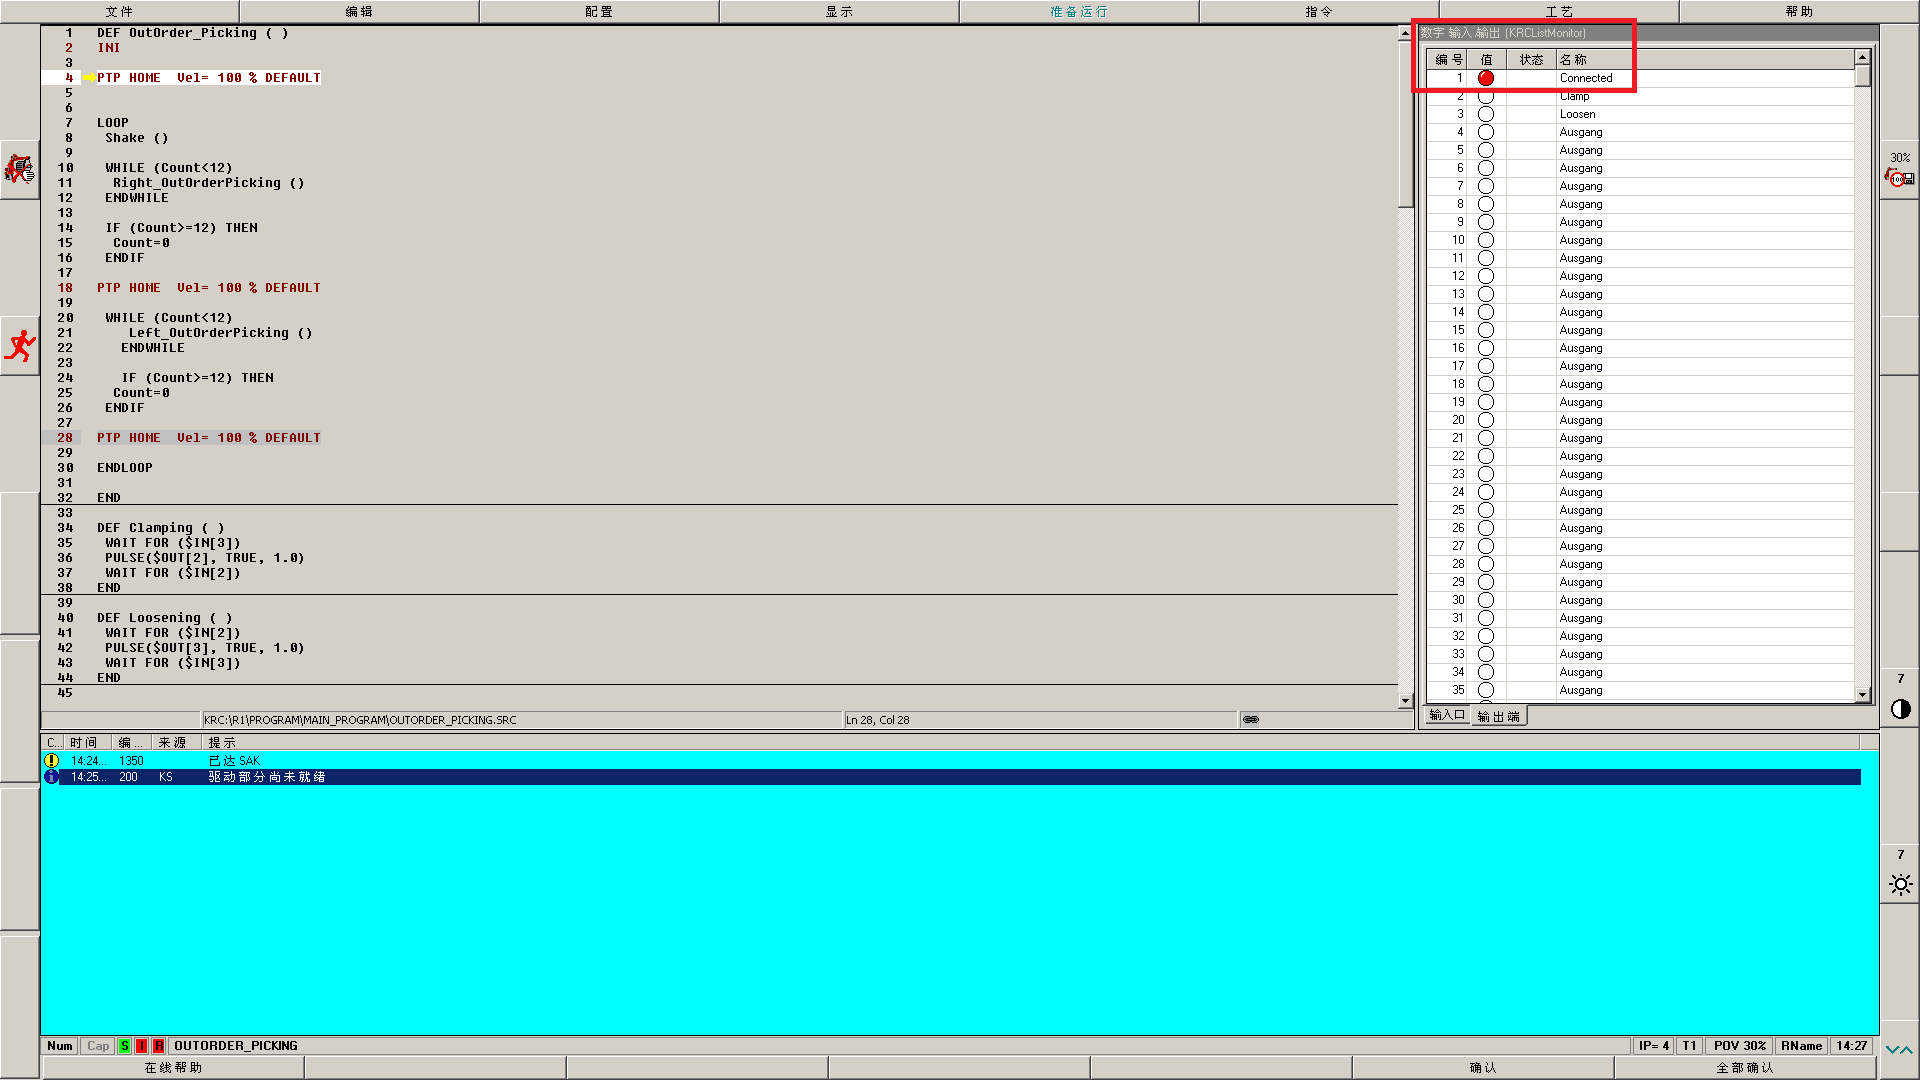 文件 编辑 配置 显示 准备运行 指令 工艺 帮助
1 DEF OutOrder_Picking ( )
2 INI
3
4 PTP HOME  Vel= 100 % DEFAULT
5
6
7 LOOP
8 Shake ()
9
10 WHILE (Count<12)
11 Right_OutOrderPicking ()
12 ENDWHILE
13
14 IF (Count>=12) THEN
15 Count=0
16 ENDIF
17
18 PTP HOME  Vel= 100 % DEFAULT
19
20 WHILE (Count<12)
21 Left_OutOrderPicking ()
22 ENDWHILE
23
24 IF (Count>=12) THEN
25 Count=0
26 ENDIF
27
28 PTP HOME  Vel= 100 % DEFAULT
29
30 ENDLOOP
31
32 END
33
34 DEF Clamping ( )
35 WAIT FOR ($IN[3])
36 PULSE($OUT[2], TRUE, 1.0)
37 WAIT FOR ($IN[2])
38 END
39
40 DEF Loosening ( )
41 WAIT FOR ($IN[2])
42 PULSE($OUT[3], TRUE, 1.0)
43 WAIT FOR ($IN[3])
44 END
45
KRC:\R1\PROGRAM\MAIN_PROGRAM\OUTORDER_PICKING.SRC Ln 28, Col 28
数字 输入/输出 (KRCListMonitor)
编号 值 状态 名称
1 Connected
2 Clamp
3 Loosen
4 Ausgang
5 Ausgang
6 Ausgang
7 Ausgang
8 Ausgang
9 Ausgang
10 Ausgang
11 Ausgang
12 Ausgang
13 Ausgang
14 Ausgang
15 Ausgang
16 Ausgang
17 Ausgang
18 Ausgang
19 Ausgang
20 Ausgang
21 Ausgang
22 Ausgang
23 Ausgang
24 Ausgang
25 Ausgang
26 Ausgang
27 Ausgang
28 Ausgang
29 Ausgang
30 Ausgang
31 Ausgang
32 Ausgang
33 Ausgang
34 Ausgang
35 Ausgang
输入口 输出端
30%
100
7
7
C... 时间 编... 来源 提示
14:24... 1350 已达 SAK
14:25... 200 KS 驱动部分尚未就绪
Num Cap S I R OUTORDER_PICKING IP= 4 T1 POV 30% RName 14:27
在线帮助 确认 全部确认